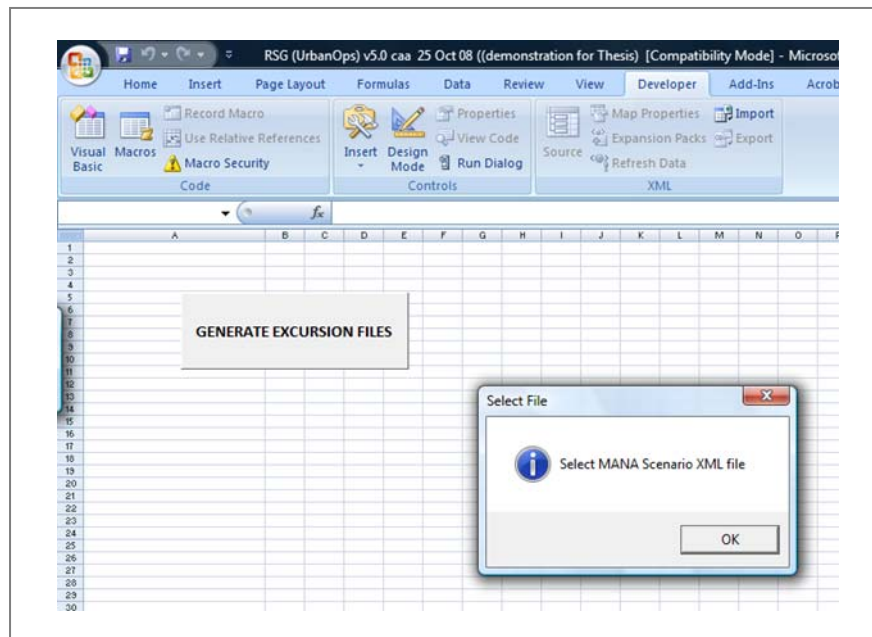 RSG (UrbanOps) v5.0 caa 25 Oct 08 ((demonstration for Thesis) [Compatibility Mode] - Microsof
Home Insert Page Layout Formulas Data Review View Developer Add-Ins Acrob
Record Macro
Use Relative References
Macro Security
Visual Basic
Macros
Code
Insert
Design Mode
Properties
View Code
Run Dialog
Controls
Source
Map Properties
Expansion Packs
Refresh Data
Import
Export
XML
fx
A B C D E F G H I J K L M N O
1
2
3
4
5
6
7
8
9
10
11
12
13
14
15
16
17
18
19
20
21
22
23
24
25
26
27
28
29
30
GENERATE EXCURSION FILES
Select File
Select MANA Scenario XML file
OK